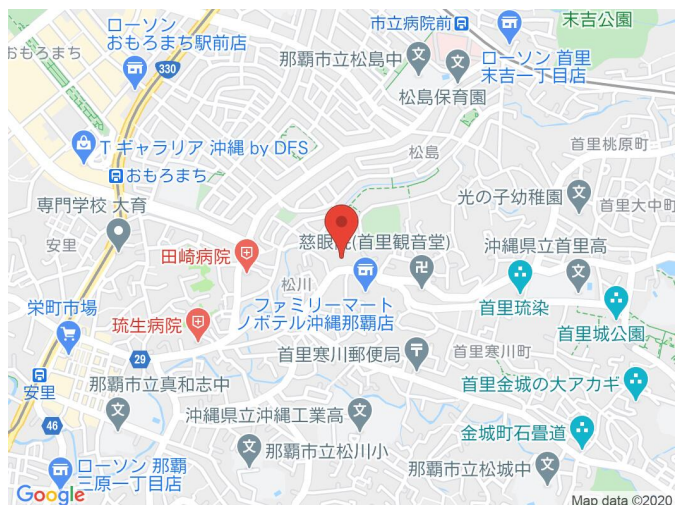 ローソン
おもろまち駅前店
おもろまち
330
市立病院前
末吉公園
那覇市立松島中
ローソン 首里
末吉一丁目店
松島保育園
T ギャラリア 沖縄 by DFS
おもろまち
松島
首里桃原町
専門学校 大育
光の子幼稚園
首里大中町
安里
田崎病院
(首里観音堂)
沖縄県立首里高
松川
栄町市場
琉生病院
ファミリーマート
ノボテル沖縄那覇店
首里琉染
首里城公園
29
首里寒川郵便局
首里寒川町
安里
那覇市立真和志中
首里金城の大アカギ
沖縄県立沖縄工業高
46
金城町石畳道
那覇市立松川小
ローソン 那覇
三原一丁目店
那覇市立松城中
Google
Map data ©2020